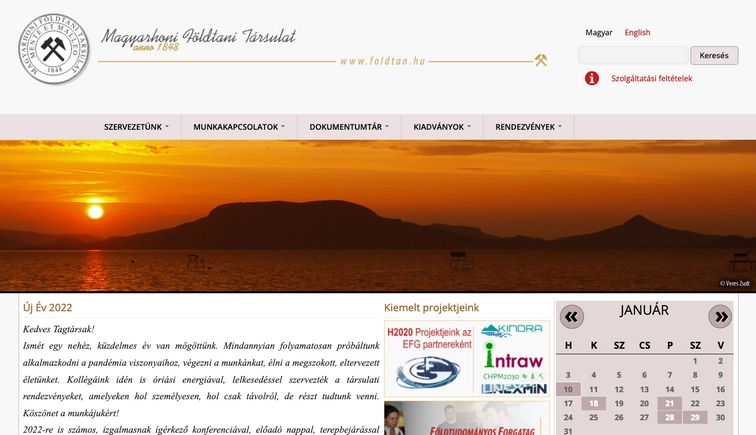 MAGYARHONI FÖLDTANI TÁRSULAT
MENTE ET MALLEO
1848
Magyarhoni Földtani Társulat
anno 1848
www.foldtan.hu
Magyar English
Keresés
Szolgáltatási feltételek
SZERVEZETÜNK MUNKAKAPCSOLATOK DOKUMENTUMTÁR KIADVÁNYOK RENDEZVÉNYEK
© Veres Zsolt
Új Év 2022
Kedves Tagtársak!
Ismét egy nehéz, küzdelmes év van mögöttünk. Mindannyian folyamatosan próbáltunk
alkalmazkodni a pandémia viszonyaihoz, végezni a munkánkat, élni a megszokott, eltervezett
életünket. Kollégáink idén is óriási energiával, lelkesedéssel szervezték a társulati
rendezvényeket, amelyeken hol személyesen, hol csak távolról, de részt tudtunk venni.
Köszönet a munkájukért!
2022-re is számos, izgalmasnak ígérkező konferenciával, előadó nappal, terepbejárással
Kiemelt projektjeink
H2020 Projektjeink az
EFG partnereként
KINDRA
intraw
CHPM2030
UNEXMIN
Földtudományos Forgatag
« JANUÁR »
H K SZ CS P SZ V
1 2
3 4 5 6 7 8 9
10 11 12 13 14 15 16
17 18 19 20 21 22 23
24 25 26 27 28 29 30
31